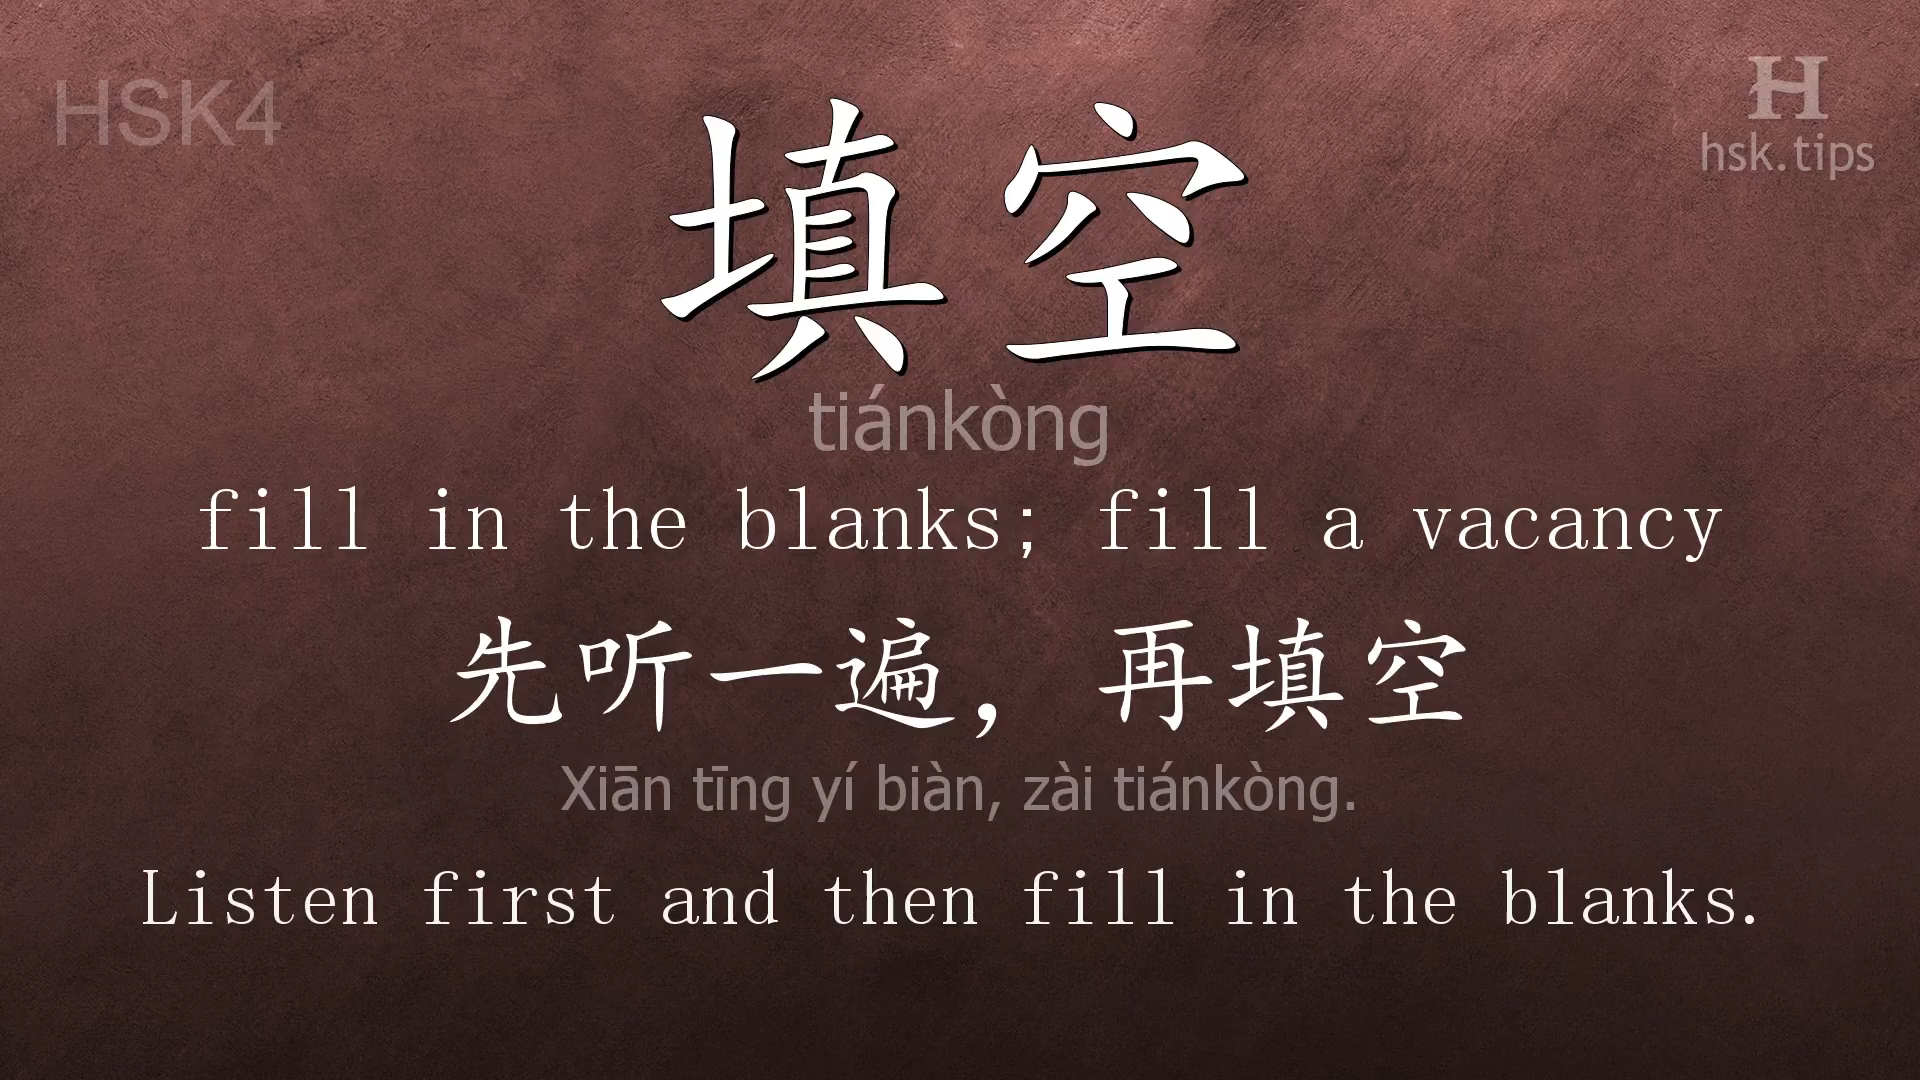 HSK4
H
hsk.tips
填空
tiánkòng
fill in the blanks; fill a vacancy
先听一遍，再填空
Xiān tīng yí biàn, zài tiánkòng.
Listen first and then fill in the blanks.